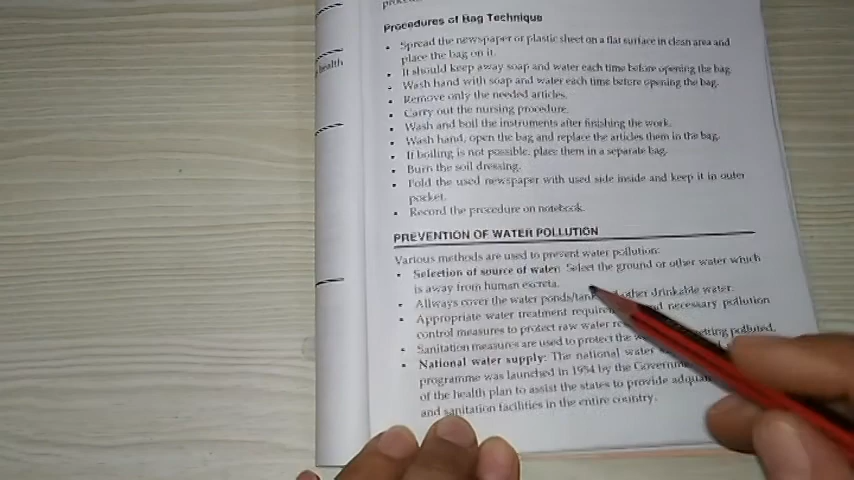 health
Procedures of Bag Technique
• Spread the newspaper or plastic sheet on a flat surface in clean area and
place the bag on it.
• It should keep away soap and water each time before opening the bag.
• Wash hand with soap and water each time before opening the bag.
• Remove only the needed articles.
• Carry out the nursing procedure.
• Wash and boil the instruments after finishing the work.
• Wash hand, open the bag and replace the articles them in the bag.
• If boiling is not possible, place them in a separate bag.
• Burn the soil dressing.
• Fold the used newspaper with used side inside and keep it in outer
pocket.
• Record the procedure on notebook.
PREVENTION OF WATER POLLUTION
Various methods are used to prevent water pollution:
• Selection of source of water: Select the ground or other water which
is away from human excreta.
• Allways cover the water ponds/tank other drinkable water.
• Appropriate water treatment necessary pollution
control measures to protect raw water
• Sanitation measures are used to protect the polluted.
• National water supply: The national water
programme was launched in 1954 by the
of the health plan to assist the states to provide
and sanitation facilities in the entire country.